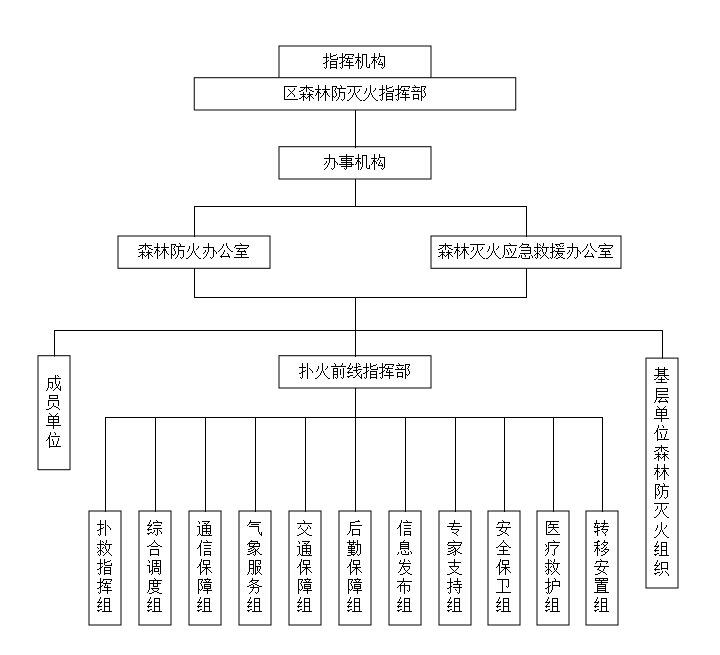 指挥机构
区森林防灭火指挥部
办事机构
森林防火办公室
森林灭火应急救援办公室
成员单位
扑火前线指挥部
基层单位森林防灭火组织
扑救指挥组
综合调度组
通信保障组
气象服务组
交通保障组
后勤保障组
信息发布组
专家支持组
安全保卫组
医疗救护组
转移安置组